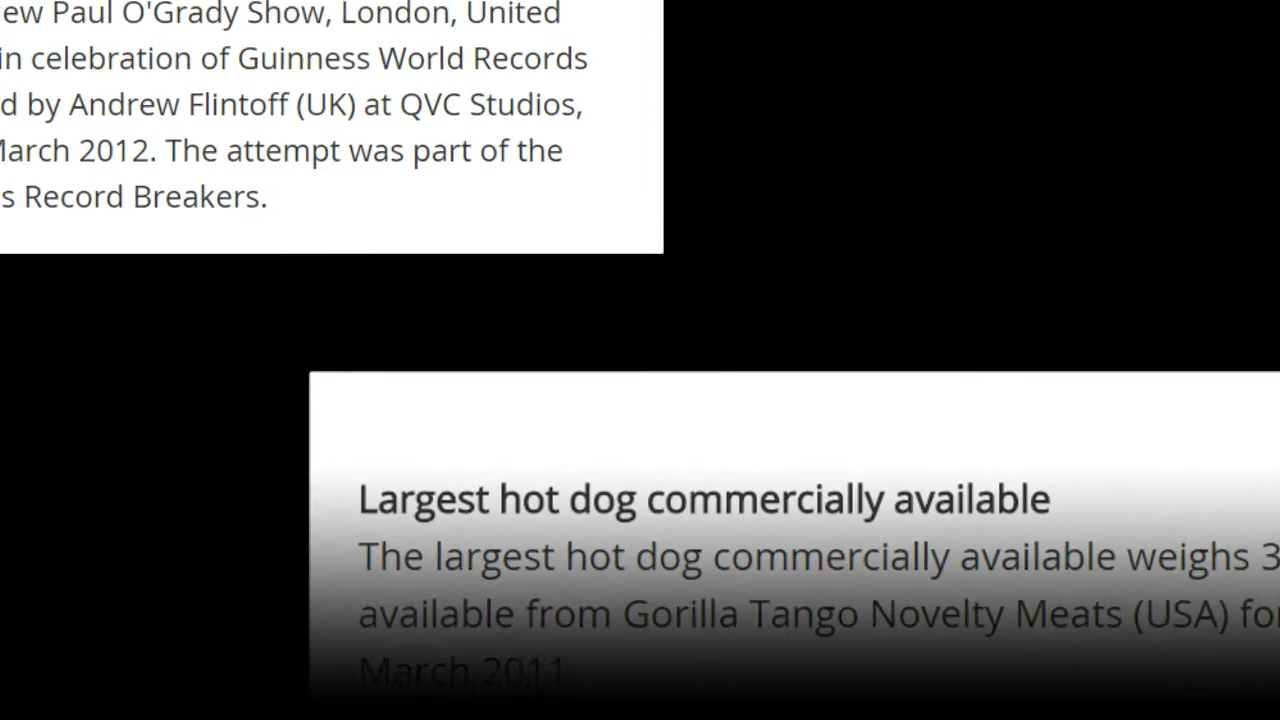 Paul O'Grady Show, London, United
in celebration of Guinness World Records
by Andrew Flintoff (UK) at QVC Studios,
March 2012. The attempt was part of the
Record Breakers.
Largest hot dog commercially available
The largest hot dog commercially available weighs 3
available from Gorilla Tango Novelty Meats (USA) for
March 2011